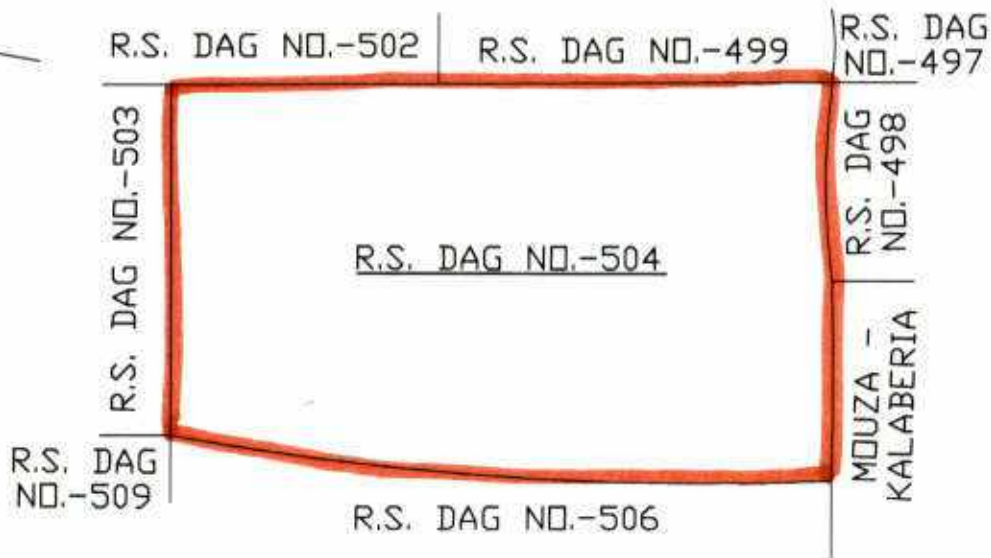 R.S. DAG NO.-502
R.S. DAG NO.-499
R.S. DAG
NO.-497
R.S. DAG NO.-503
R.S. DAG
NO.-498
R.S. DAG NO.-504
MOUZA -
KALABERIA
R.S. DAG
NO.-509
R.S. DAG NO.-506